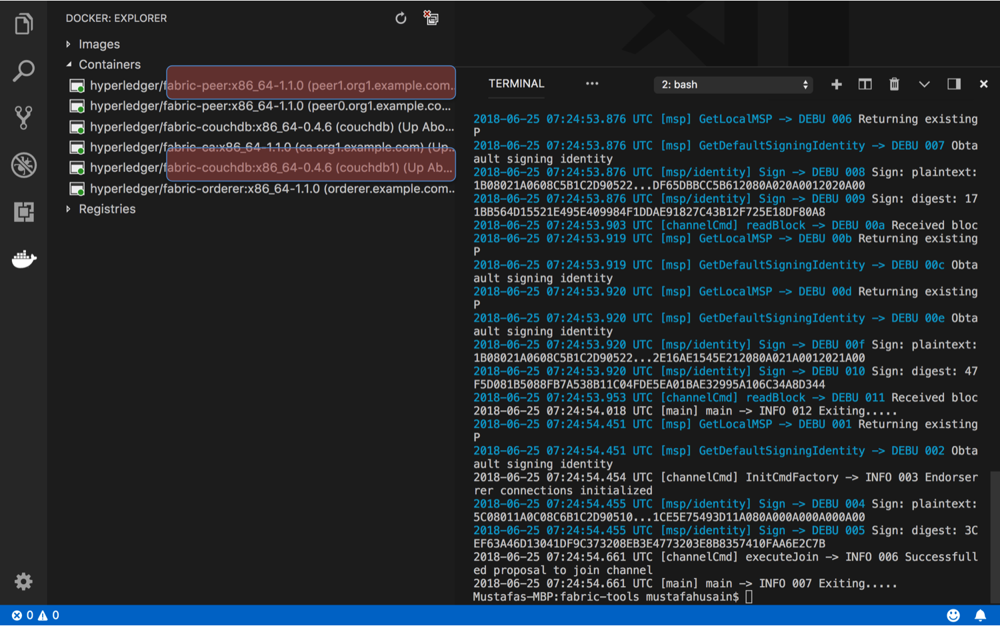 DOCKER: EXPLORER
Images
Containers
hyperledger/fabric-peer:x86_64-1.1.0 (peer1.org1.example.com...
hyperledger/fabric-peer:x86_64-1.1.0 (peer0.org1.example.co...
hyperledger/fabric-couchdb:x86_64-0.4.6 (couchdb) (Up Abo...
hyperledger/fabric-ca:x86_64-1.1.0 (ca.org1.example.com) (Up...
hyperledger/fabric-couchdb:x86_64-0.4.6 (couchdb1) (Up Ab...
hyperledger/fabric-orderer:x86_64-1.1.0 (orderer.example.com...
Registries
TERMINAL
...
2: bash
2018-06-25 07:24:53.876 UTC [msp] GetLocalMSP -> DEBU 006 Returning existing
P
2018-06-25 07:24:53.876 UTC [msp] GetDefaultSigningIdentity -> DEBU 007 Obta
ault signing identity
2018-06-25 07:24:53.876 UTC [msp/identity] Sign -> DEBU 008 Sign: plaintext:
1B08021A0608C5B1C2D90522...DF65DBBCC5B612080A020A0012020A00
2018-06-25 07:24:53.876 UTC [msp/identity] Sign -> DEBU 009 Sign: digest: 17
1BB564D15521E495E409984F1DDAE91827C43B12F725E18DF80A8
2018-06-25 07:24:53.903 UTC [channelCmd] readBlock -> DEBU 00a Received bloc
2018-06-25 07:24:53.919 UTC [msp] GetLocalMSP -> DEBU 00b Returning existing
P
2018-06-25 07:24:53.919 UTC [msp] GetDefaultSigningIdentity -> DEBU 00c Obta
ault signing identity
2018-06-25 07:24:53.920 UTC [msp] GetLocalMSP -> DEBU 00d Returning existing
P
2018-06-25 07:24:53.920 UTC [msp] GetDefaultSigningIdentity -> DEBU 00e Obta
ault signing identity
2018-06-25 07:24:53.920 UTC [msp/identity] Sign -> DEBU 00f Sign: plaintext:
1B08021A0608C5B1C2D90522...2E16AE1545E212080A021A0012021A00
2018-06-25 07:24:53.920 UTC [msp/identity] Sign -> DEBU 010 Sign: digest: 47
F5D081B5088FB7A538B11C04FDE5EA01BAE32995A106C34A8D344
2018-06-25 07:24:53.953 UTC [channelCmd] readBlock -> DEBU 011 Received bloc
2018-06-25 07:24:54.018 UTC [main] main -> INFO 012 Exiting.....
2018-06-25 07:24:54.451 UTC [msp] GetLocalMSP -> DEBU 001 Returning existing
P
2018-06-25 07:24:54.451 UTC [msp] GetDefaultSigningIdentity -> DEBU 002 Obta
ault signing identity
2018-06-25 07:24:54.454 UTC [channelCmd] InitCmdFactory -> INFO 003 Endorser
rer connections initialized
2018-06-25 07:24:54.455 UTC [msp/identity] Sign -> DEBU 004 Sign: plaintext:
5C08011A0C08C6B1C2D90510...1CE5E75493D11A080A000A000A000A00
2018-06-25 07:24:54.455 UTC [msp/identity] Sign -> DEBU 005 Sign: digest: 3C
EF63A46D13041DF9C373208EB3E4773203E8B8357410FAA6E2C7B
2018-06-25 07:24:54.661 UTC [channelCmd] executeJoin -> INFO 006 Successfull
ed proposal to join channel
2018-06-25 07:24:54.661 UTC [main] main -> INFO 007 Exiting.....
Mustafas-MBP:fabric-tools mustafahusain$
0 0